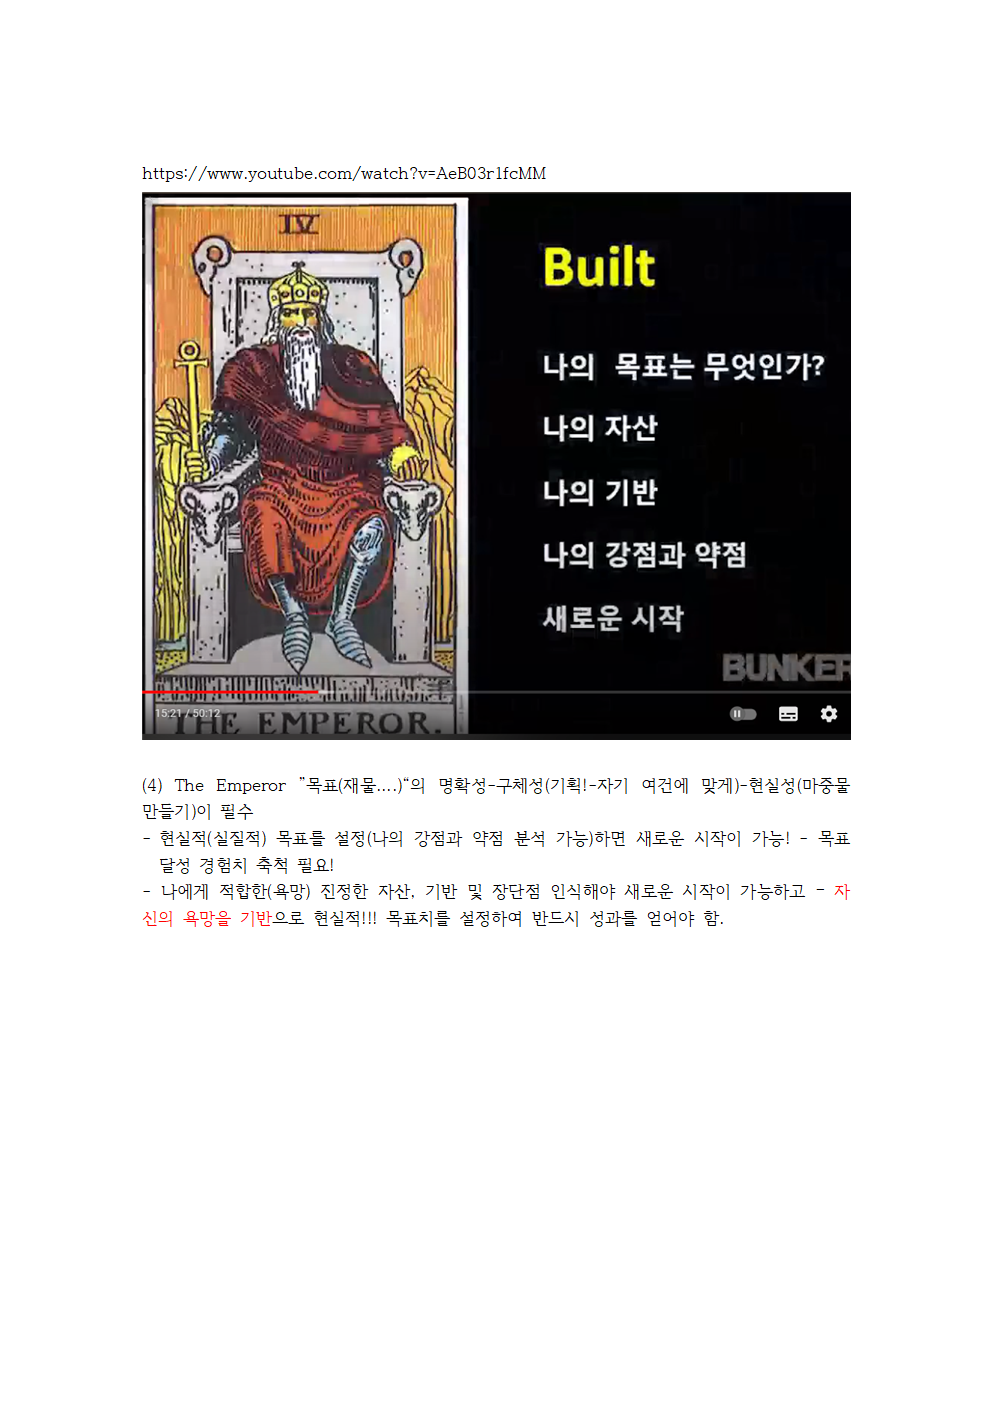 https://www.youtube.com/watch?v=AeB03r1fcMM
IV
Built
나의 목표는 무엇인가?
나의 자산
나의 기반
나의 강점과 약점
새로운 시작
BUNKER
15:21 / 50:12
THE EMPEROR.
(4) The Emperor ”목표(재물....)“의 명확성-구체성(기획!-자기 여건에 맞게)-현실성(마중물
만들기)이 필수
- 현실적(실질적) 목표를 설정(나의 강점과 약점 분석 가능)하면 새로운 시작이 가능! - 목표
달성 경험치 축척 필요!
- 나에게 적합한(욕망) 진정한 자산, 기반 및 장단점 인식해야 새로운 시작이 가능하고 - 자
신의 욕망을 기반으로 현실적!!! 목표치를 설정하여 반드시 성과를 얻어야 함.